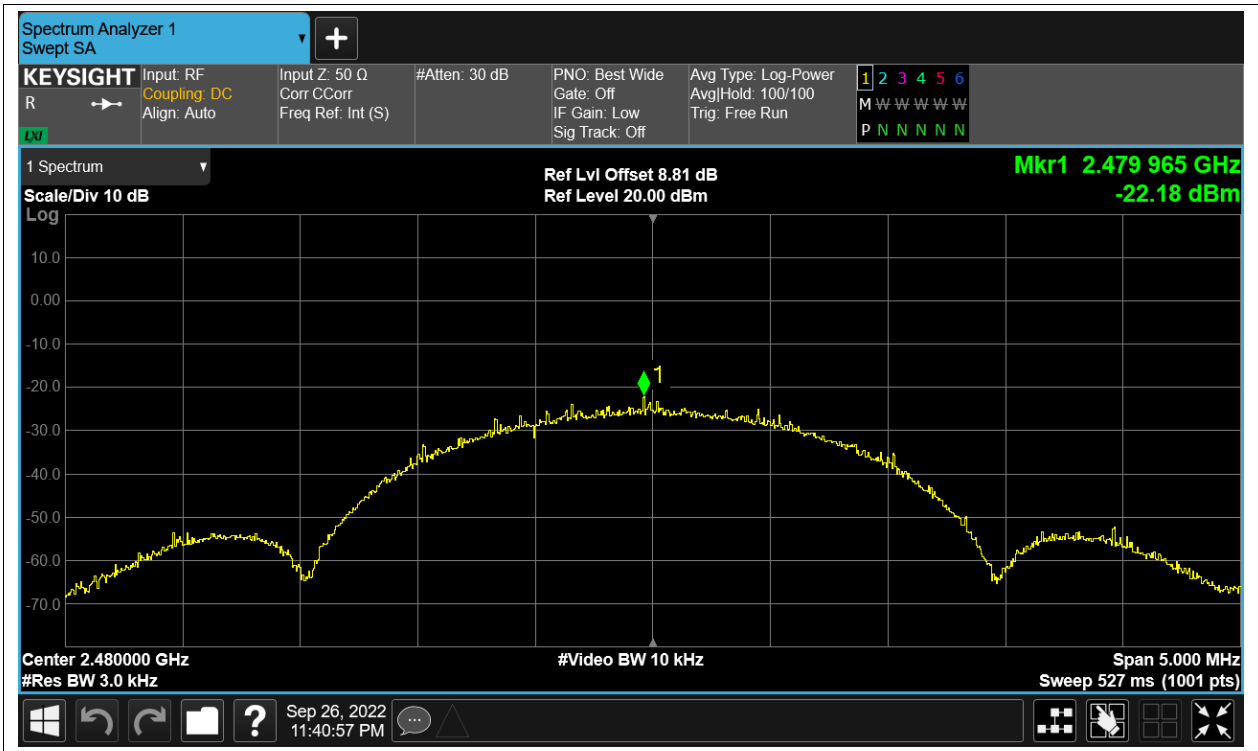 Spectrum Analyzer 1
Swept SA
+
KEYSIGHT
R
LXI
Input: RF
Coupling: DC
Align: Auto
Input Z: 50 Ω
Corr CCorr
Freq Ref: Int (S)
#Atten: 30 dB
PNO: Best Wide
Gate: Off
IF Gain: Low
Sig Track: Off
Avg Type: Log-Power
Avg|Hold: 100/100
Trig: Free Run
1 2 3 4 5 6
M W W W W W
P N N N N N
1 Spectrum
Scale/Div 10 dB
Log
Ref Lvl Offset 8.81 dB
Ref Level 20.00 dBm
Mkr1 2.479 965 GHz
-22.18 dBm
10.0
0.00
-10.0
-20.0
-30.0
-40.0
-50.0
-60.0
-70.0
1
Center 2.480000 GHz
#Res BW 3.0 kHz
#Video BW 10 kHz
Span 5.000 MHz
Sweep 527 ms (1001 pts)
?
Sep 26, 2022
11:40:57 PM